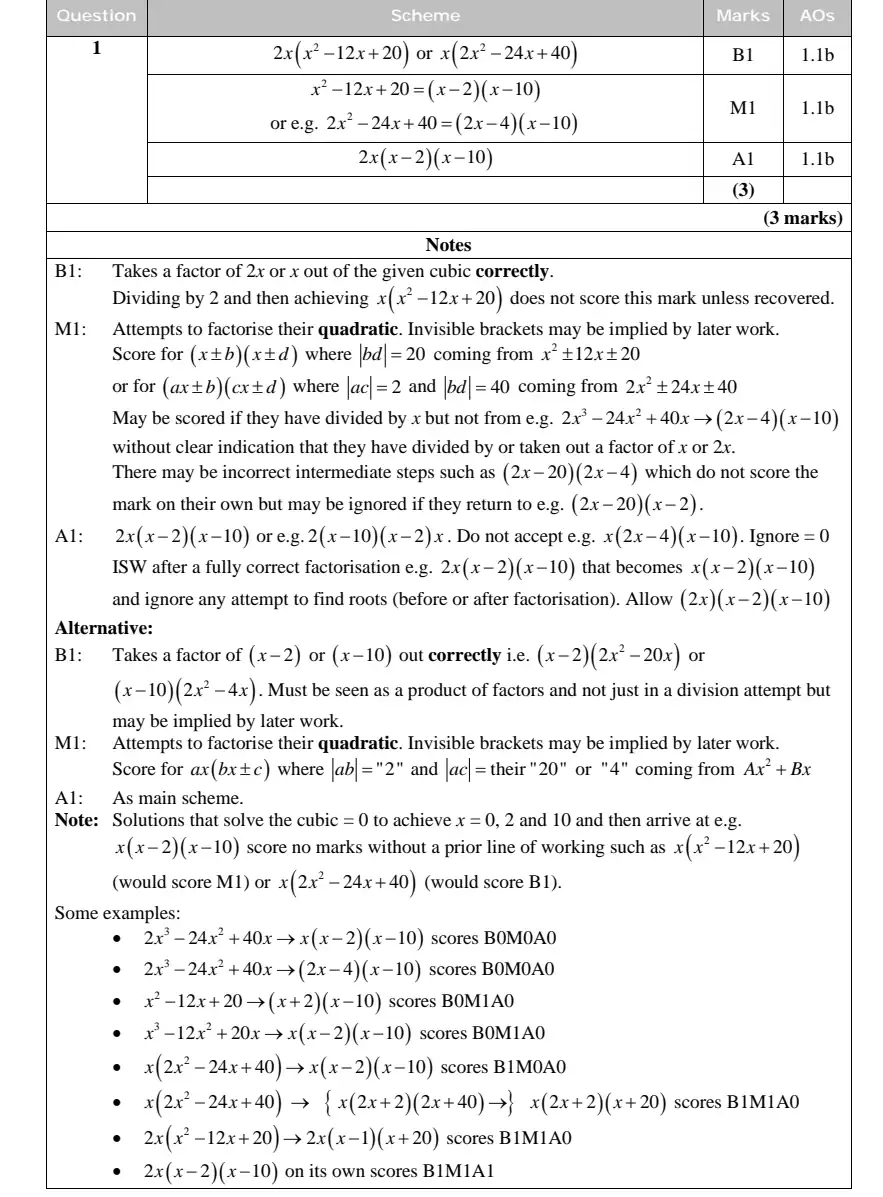 Question Scheme Marks AOs
1 2x(x² − 12x + 20) or x(2x² − 24x + 40) B1 1.1b
x² − 12x + 20 = (x − 2)(x − 10)
or e.g. 2x² − 24x + 40 = (2x − 4)(x − 10) M1 1.1b
2x(x − 2)(x − 10) A1 1.1b
(3)
(3 marks)
Notes
B1: Takes a factor of 2x or x out of the given cubic correctly.
Dividing by 2 and then achieving x(x² − 12x + 20) does not score this mark unless recovered.
M1: Attempts to factorise their quadratic. Invisible brackets may be implied by later work.
Score for (x ± b)(x ± d) where |bd| = 20 coming from x² ± 12x ± 20
or for (ax ± b)(cx ± d) where |ac| = 2 and |bd| = 40 coming from 2x² ± 24x ± 40
May be scored if they have divided by x but not from e.g. 2x³ − 24x² + 40x → (2x − 4)(x − 10)
without clear indication that they have divided by or taken out a factor of x or 2x.
There may be incorrect intermediate steps such as (2x − 20)(2x − 4) which do not score the
mark on their own but may be ignored if they return to e.g. (2x − 20)(x − 2).
A1: 2x(x − 2)(x − 10) or e.g. 2(x − 10)(x − 2)x. Do not accept e.g. x(2x − 4)(x − 10). Ignore = 0
ISW after a fully correct factorisation e.g. 2x(x − 2)(x − 10) that becomes x(x − 2)(x − 10)
and ignore any attempt to find roots (before or after factorisation). Allow (2x)(x − 2)(x − 10)
Alternative:
B1: Takes a factor of (x − 2) or (x − 10) out correctly i.e. (x − 2)(2x² − 20x) or
(x − 10)(2x² − 4x). Must be seen as a product of factors and not just in a division attempt but
may be implied by later work.
M1: Attempts to factorise their quadratic. Invisible brackets may be implied by later work.
Score for ax(bx ± c) where |ab| = "2" and |ac| = their "20" or "4" coming from Ax² + Bx
A1: As main scheme.
Note: Solutions that solve the cubic = 0 to achieve x = 0, 2 and 10 and then arrive at e.g.
x(x − 2)(x − 10) score no marks without a prior line of working such as x(x² − 12x + 20)
(would score M1) or x(2x² − 24x + 40) (would score B1).
Some examples:
• 2x³ − 24x² + 40x → x(x − 2)(x − 10) scores B0M0A0
• 2x³ − 24x² + 40x → (2x − 4)(x − 10) scores B0M0A0
• x² − 12x + 20 → (x + 2)(x − 10) scores B0M1A0
• x³ − 12x² + 20x → x(x − 2)(x − 10) scores B0M1A0
• x(2x² − 24x + 40) → x(x − 2)(x − 10) scores B1M0A0
• x(2x² − 24x + 40) → { x(2x + 2)(2x + 40) →} x(2x + 2)(x + 20) scores B1M1A0
• 2x(x² − 12x + 20) → 2x(x − 1)(x + 20) scores B1M1A0
• 2x(x − 2)(x − 10) on its own scores B1M1A1